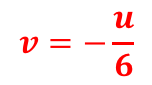 v = −u/6